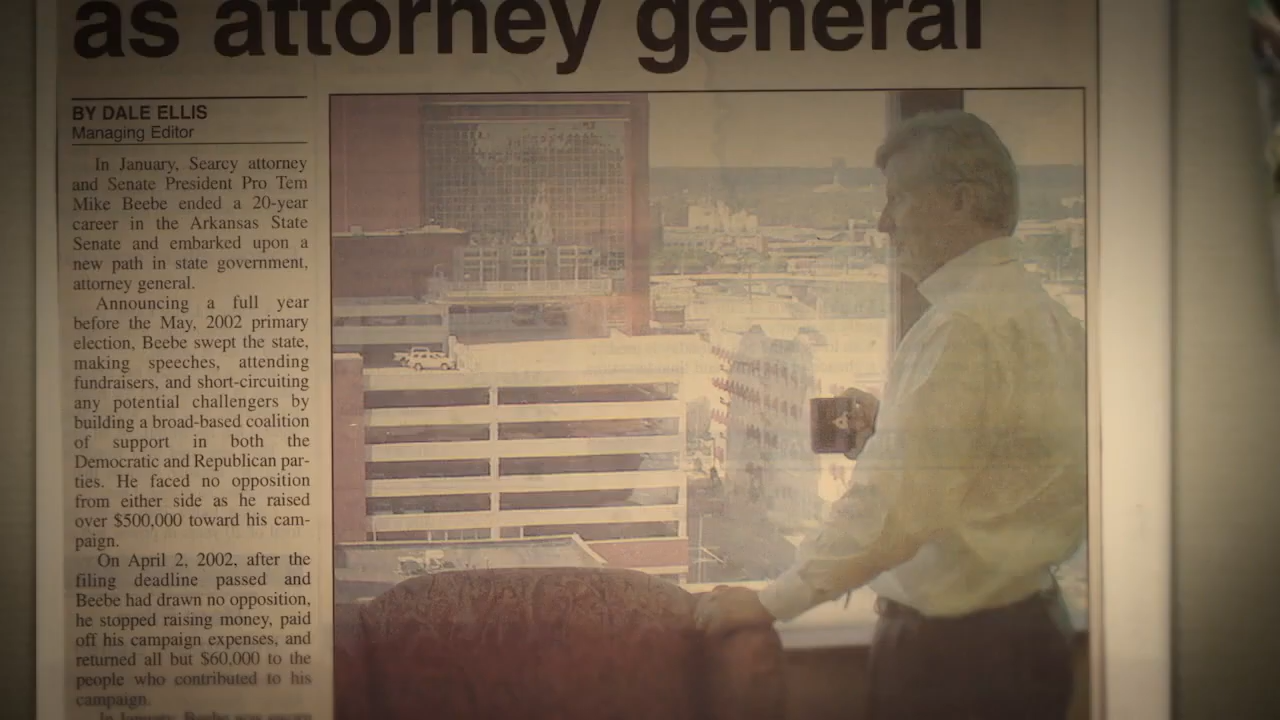 as attorney general
BY DALE ELLIS
Managing Editor
In January, Searcy attorney
and Senate President Pro Tem
Mike Beebe ended a 20-year
career in the Arkansas State
Senate and embarked upon a
new path in state government,
attorney general.
Announcing a full year
before the May, 2002 primary
election, Beebe swept the state,
making speeches, attending
fundraisers, and short-circuiting
any potential challengers by
building a broad-based coalition
of support in both the
Democratic and Republican par-
ties. He faced no opposition
from either side as he raised
over $500,000 toward his cam-
paign.
On April 2, 2002, after the
filing deadline passed and
Beebe had drawn no opposition,
he stopped raising money, paid
off his campaign expenses, and
returned all but $60,000 to the
people who contributed to his
campaign.
In January, Beebe was sworn